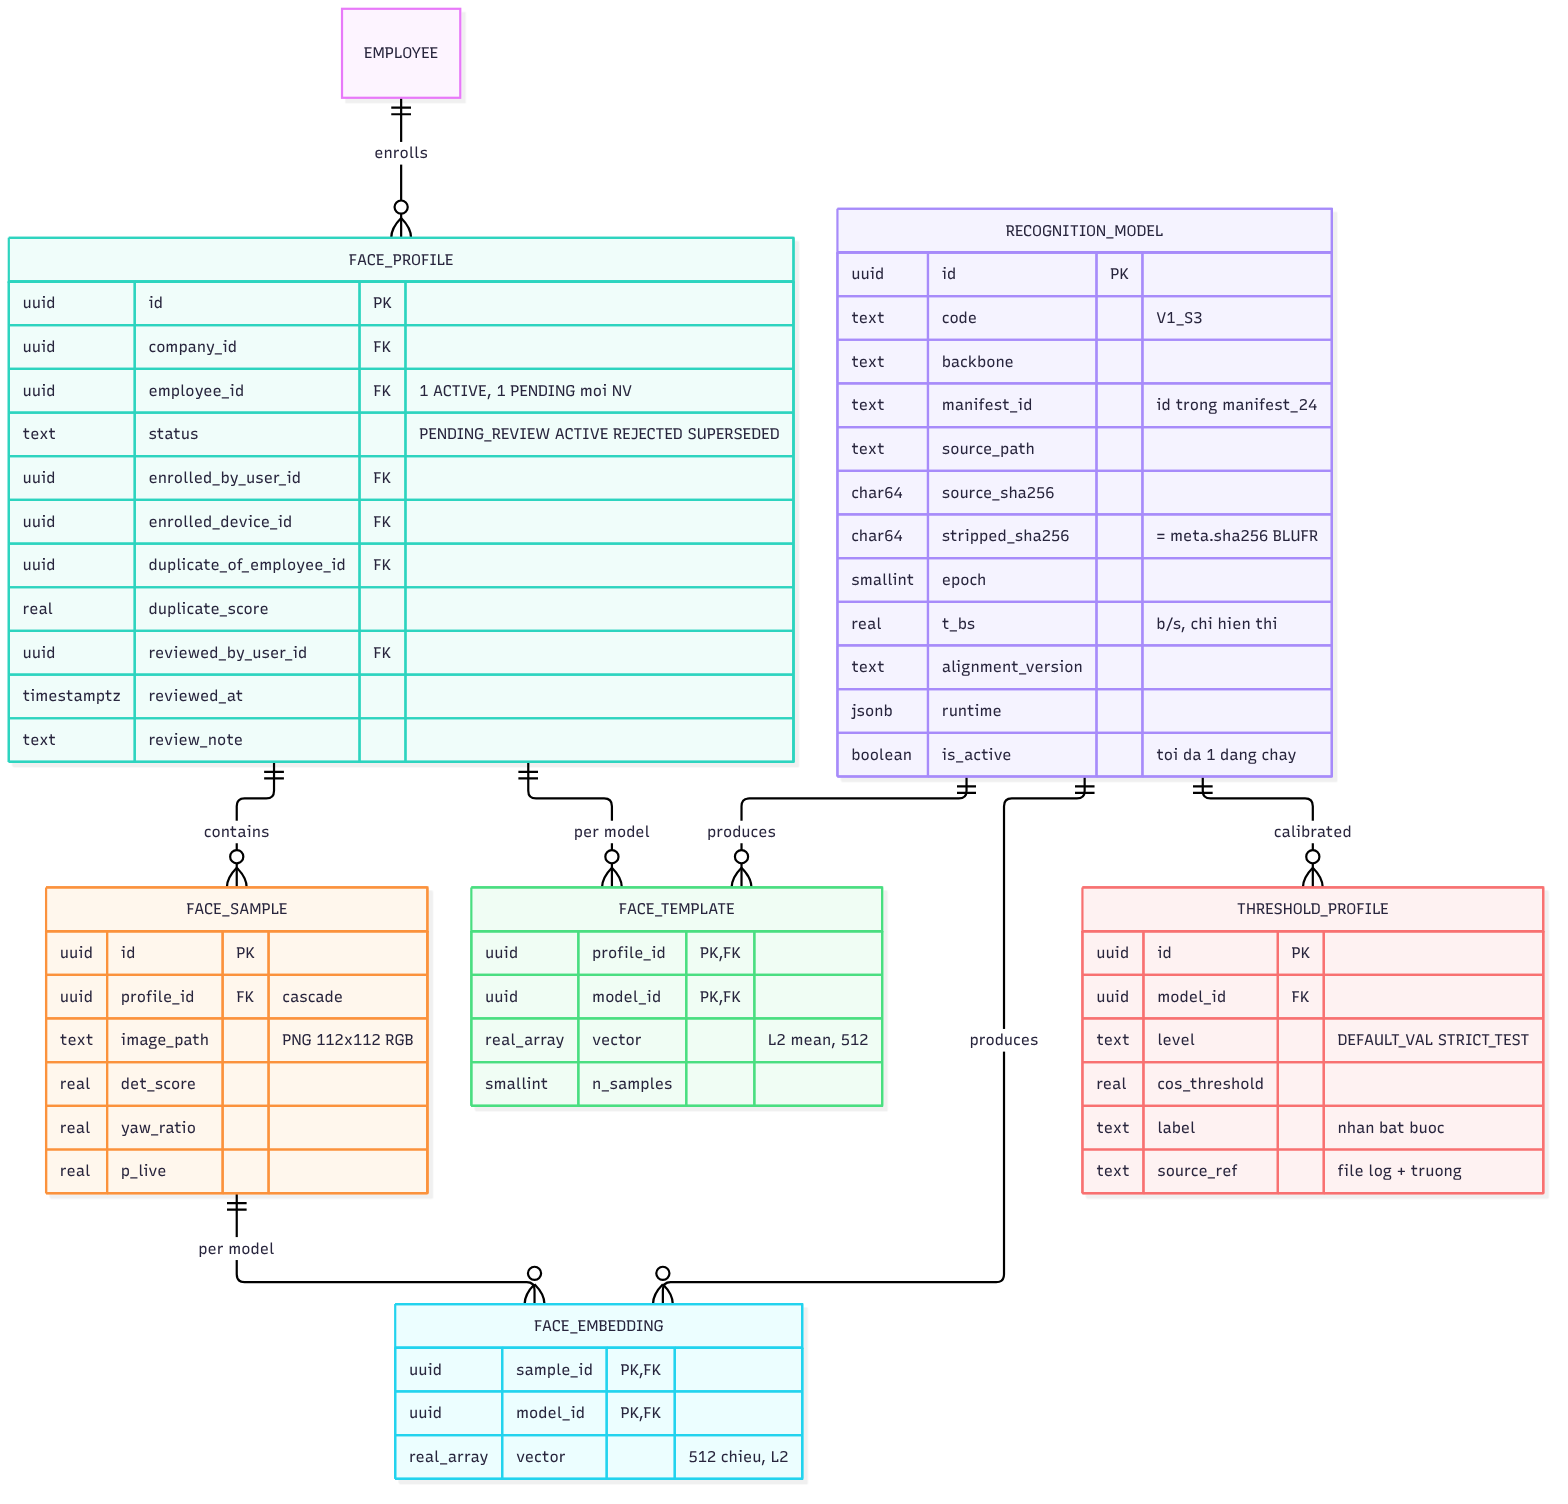 EMPLOYEE
enrolls
FACE_PROFILE
uuid id PK
uuid company_id FK
uuid employee_id FK 1 ACTIVE, 1 PENDING moi NV
text status PENDING_REVIEW ACTIVE REJECTED SUPERSEDED
uuid enrolled_by_user_id FK
uuid enrolled_device_id FK
uuid duplicate_of_employee_id FK
real duplicate_score
uuid reviewed_by_user_id FK
timestamptz reviewed_at
text review_note
RECOGNITION_MODEL
uuid id PK
text code V1_S3
text backbone
text manifest_id id trong manifest_24
text source_path
char64 source_sha256
char64 stripped_sha256 = meta.sha256 BLUFR
smallint epoch
real t_bs b/s, chi hien thi
text alignment_version
jsonb runtime
boolean is_active toi da 1 dang chay
contains
per model
produces
calibrated
FACE_SAMPLE
uuid id PK
uuid profile_id FK cascade
text image_path PNG 112x112 RGB
real det_score
real yaw_ratio
real p_live
FACE_TEMPLATE
uuid profile_id PK,FK
uuid model_id PK,FK
real_array vector L2 mean, 512
smallint n_samples
produces
THRESHOLD_PROFILE
uuid id PK
uuid model_id FK
text level DEFAULT_VAL STRICT_TEST
real cos_threshold
text label nhan bat buoc
text source_ref file log + truong
per model
FACE_EMBEDDING
uuid sample_id PK,FK
uuid model_id PK,FK
real_array vector 512 chieu, L2